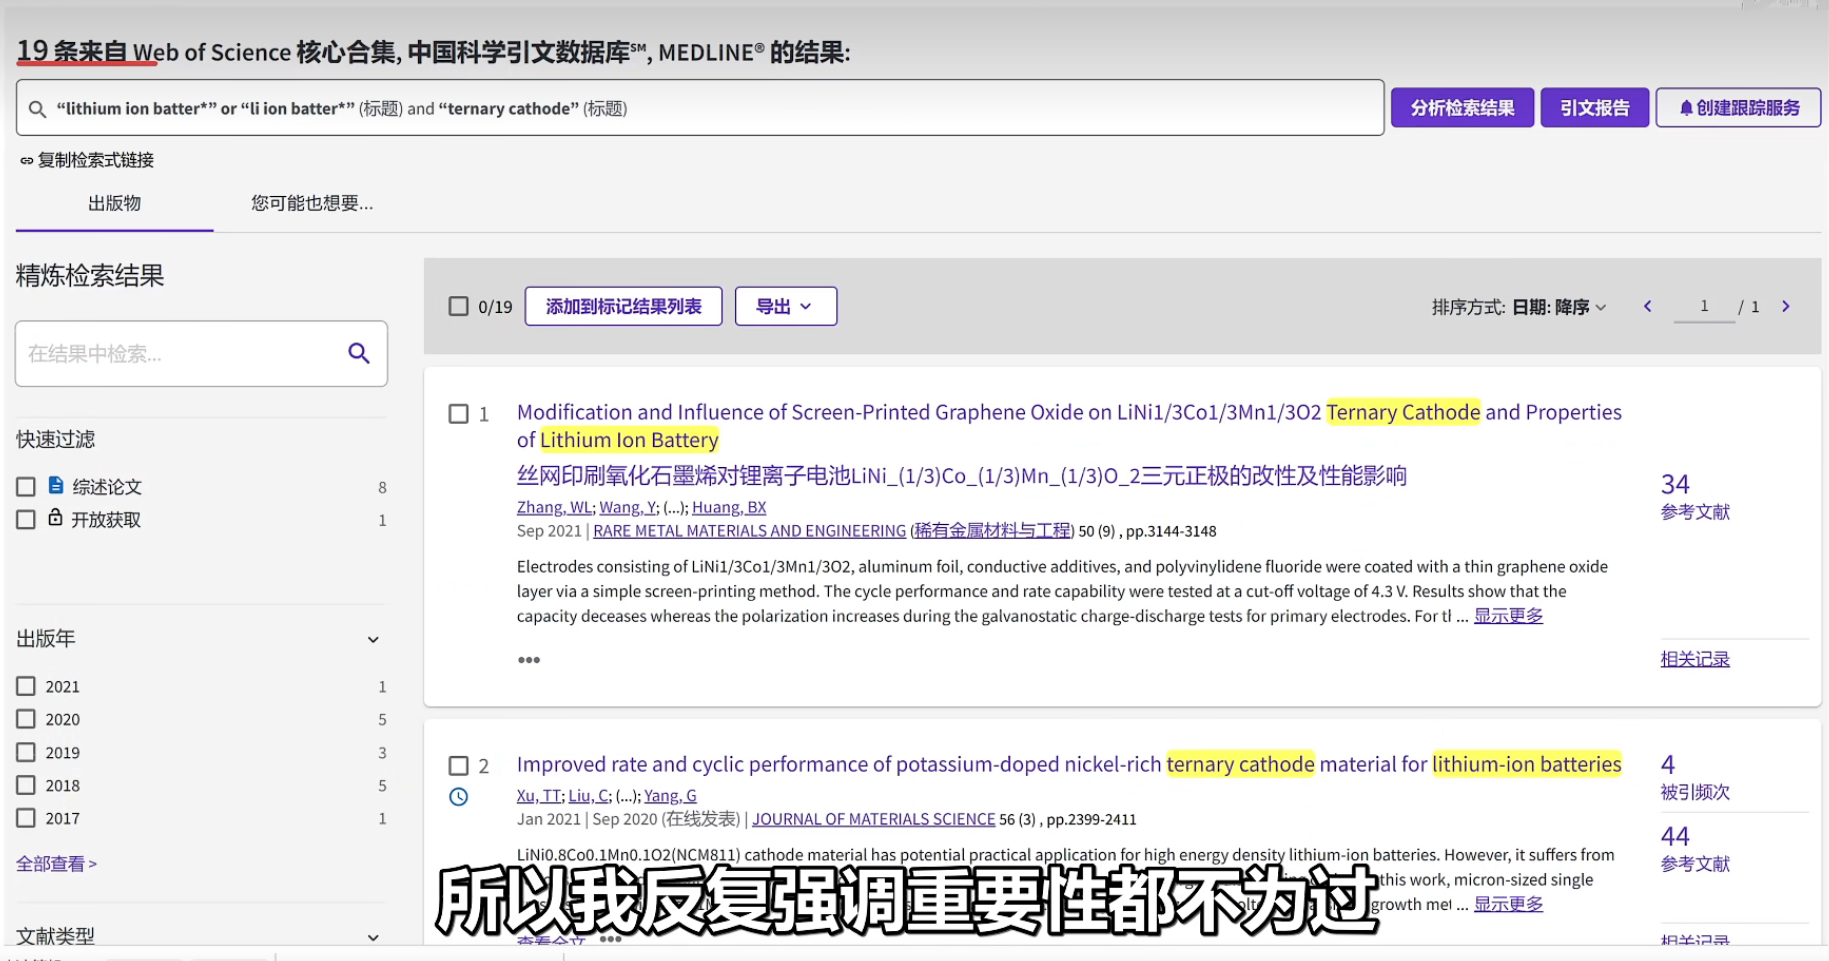 19 条来自 Web of Science 核心合集, 中国科学引文数据库℠, MEDLINE® 的结果:
“lithium ion batter*” or “li ion batter*” (标题) and “ternary cathode” (标题)
分析检索结果
引文报告
创建跟踪服务
复制检索式链接
出版物
您可能也想要...
精炼检索结果
在结果中检索...
快速过滤
综述论文 8
开放获取 1
出版年
2021 1
2020 5
2019 3
2018 5
2017 1
全部查看 >
文献类型
0/19
添加到标记结果列表
导出
排序方式: 日期: 降序
1 / 1
1
Modification and Influence of Screen-Printed Graphene Oxide on LiNi1/3Co1/3Mn1/3O2 Ternary Cathode and Properties
of Lithium Ion Battery
丝网印刷氧化石墨烯对锂离子电池LiNi_(1/3)Co_(1/3)Mn_(1/3)O_2三元正极的改性及性能影响
Zhang, WL; Wang, Y; (...); Huang, BX
Sep 2021 | RARE METAL MATERIALS AND ENGINEERING (稀有金属材料与工程) 50 (9) , pp.3144-3148
Electrodes consisting of LiNi1/3Co1/3Mn1/3O2, aluminum foil, conductive additives, and polyvinylidene fluoride were coated with a thin graphene oxide
layer via a simple screen-printing method. The cycle performance and rate capability were tested at a cut-off voltage of 4.3 V. Results show that the
capacity deceases whereas the polarization increases during the galvanostatic charge-discharge tests for primary electrodes. For tl ... 显示更多
34
参考文献
相关记录
2
Improved rate and cyclic performance of potassium-doped nickel-rich ternary cathode material for lithium-ion batteries
Xu, TT; Liu, C; (...); Yang, G
Jan 2021 | Sep 2020 (在线发表) | JOURNAL OF MATERIALS SCIENCE 56 (3) , pp.2399-2411
LiNi0.8Co0.1Mn0.1O2(NCM811) cathode material has potential practical application for high energy density lithium-ion batteries. However, it suffers from
this work, micron-sized single
growth met ... 显示更多
4
被引频次
44
参考文献
查看全文
相关记录
所以我反复强调重要性都不为过